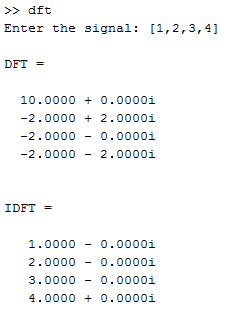 >> dft
Enter the signal: [1,2,3,4]
DFT =
10.0000 + 0.0000i
-2.0000 + 2.0000i
-2.0000 - 0.0000i
-2.0000 - 2.0000i
IDFT =
1.0000 - 0.0000i
2.0000 - 0.0000i
3.0000 - 0.0000i
4.0000 + 0.0000i